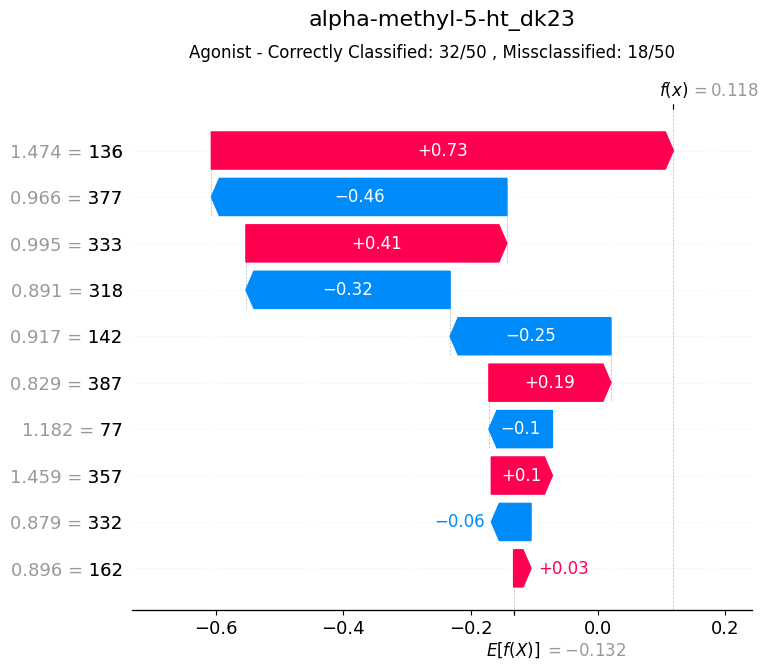 alpha-methyl-5-ht_dk23
Agonist - Correctly Classified: 32/50 , Missclassified: 18/50
f(x) = 0.118
1.474 = 136 +0.73
0.966 = 377 −0.46
0.995 = 333 +0.41
0.891 = 318 −0.32
0.917 = 142 −0.25
0.829 = 387 +0.19
1.182 = 77 −0.1
1.459 = 357 +0.1
0.879 = 332 −0.06
0.896 = 162 +0.03
−0.6 −0.4 −0.2 0.0 0.2
E[f(X)] = −0.132